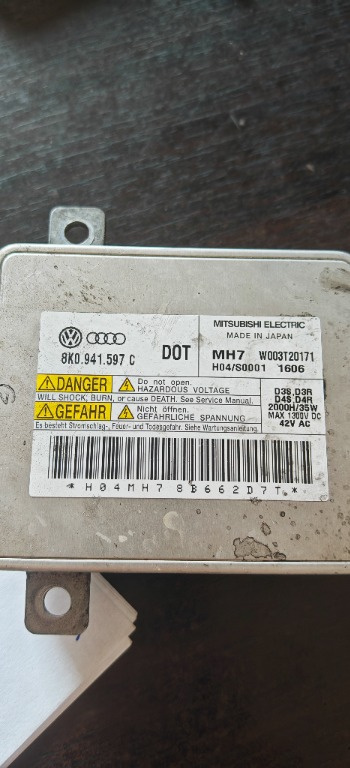 MITSUBISHI ELECTRIC
MADE IN JAPAN
8K0.941.597 C
DOT
MH7 W003T20171
H04/S0001 1606
DANGER
Do not open.
HAZARDOUS VOLTAGE
WILL SHOCK, BURN, or cause DEATH. See Service Manual.
GEFAHR
Nicht öffnen.
GEFÄHRLICHE SPANNUNG
Es besteht Stromschlag-, Feuer- und Todesgefahr. Siehe Wartungsanleitung.
D3S, D3R
D4S, D4R
2000H/35W
MAX 1300V DC
42V AC
*H04MH78B662D7T.*